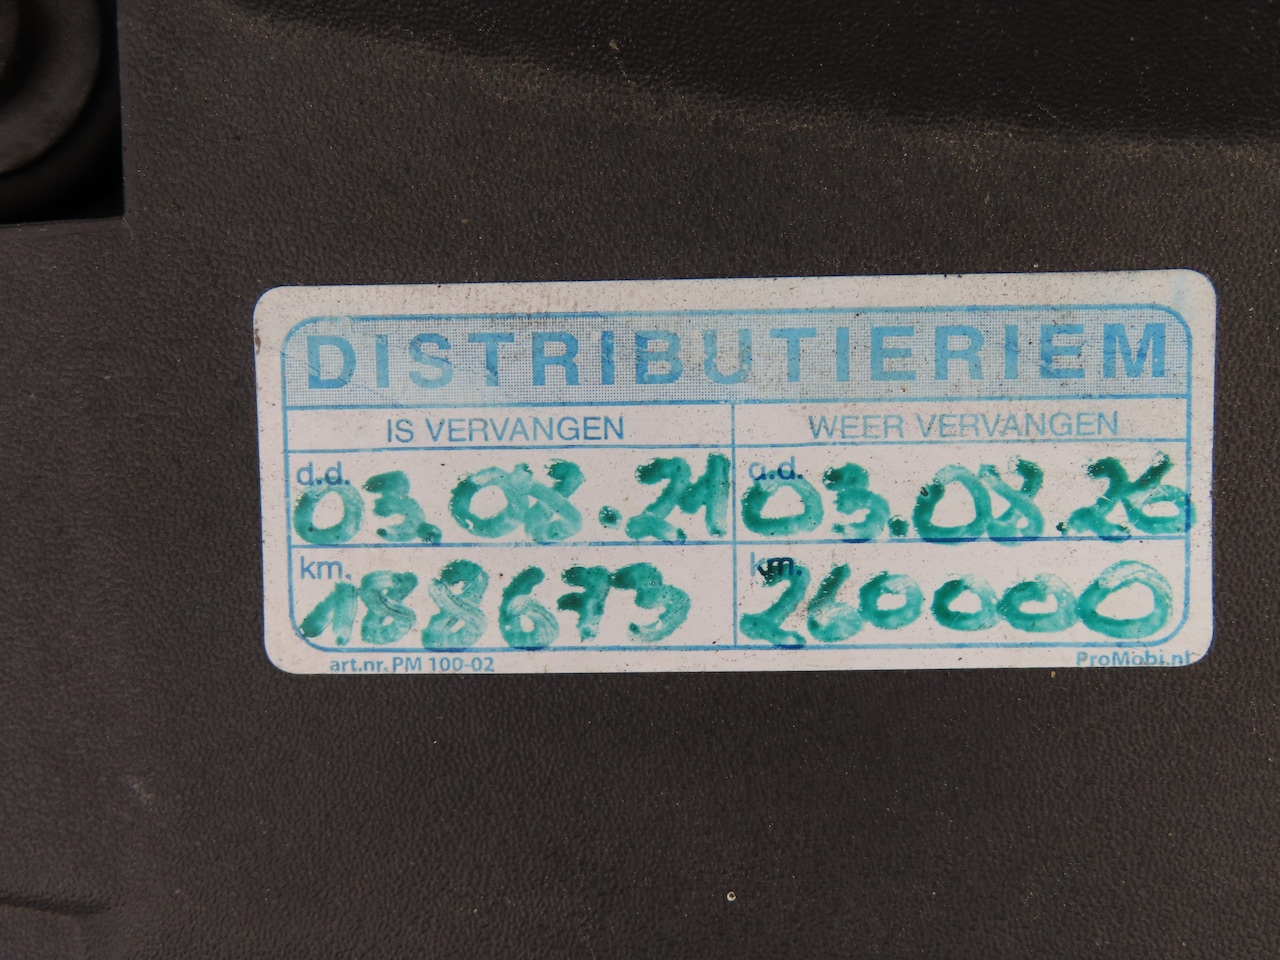 DISTRIBUTIERIEM
IS VERVANGEN WEER VERVANGEN
d.d. 03.08.21 a.d. 03.08.26
km. 188673 km. 260000
art.nr. PM 100-02 ProMobi.nl